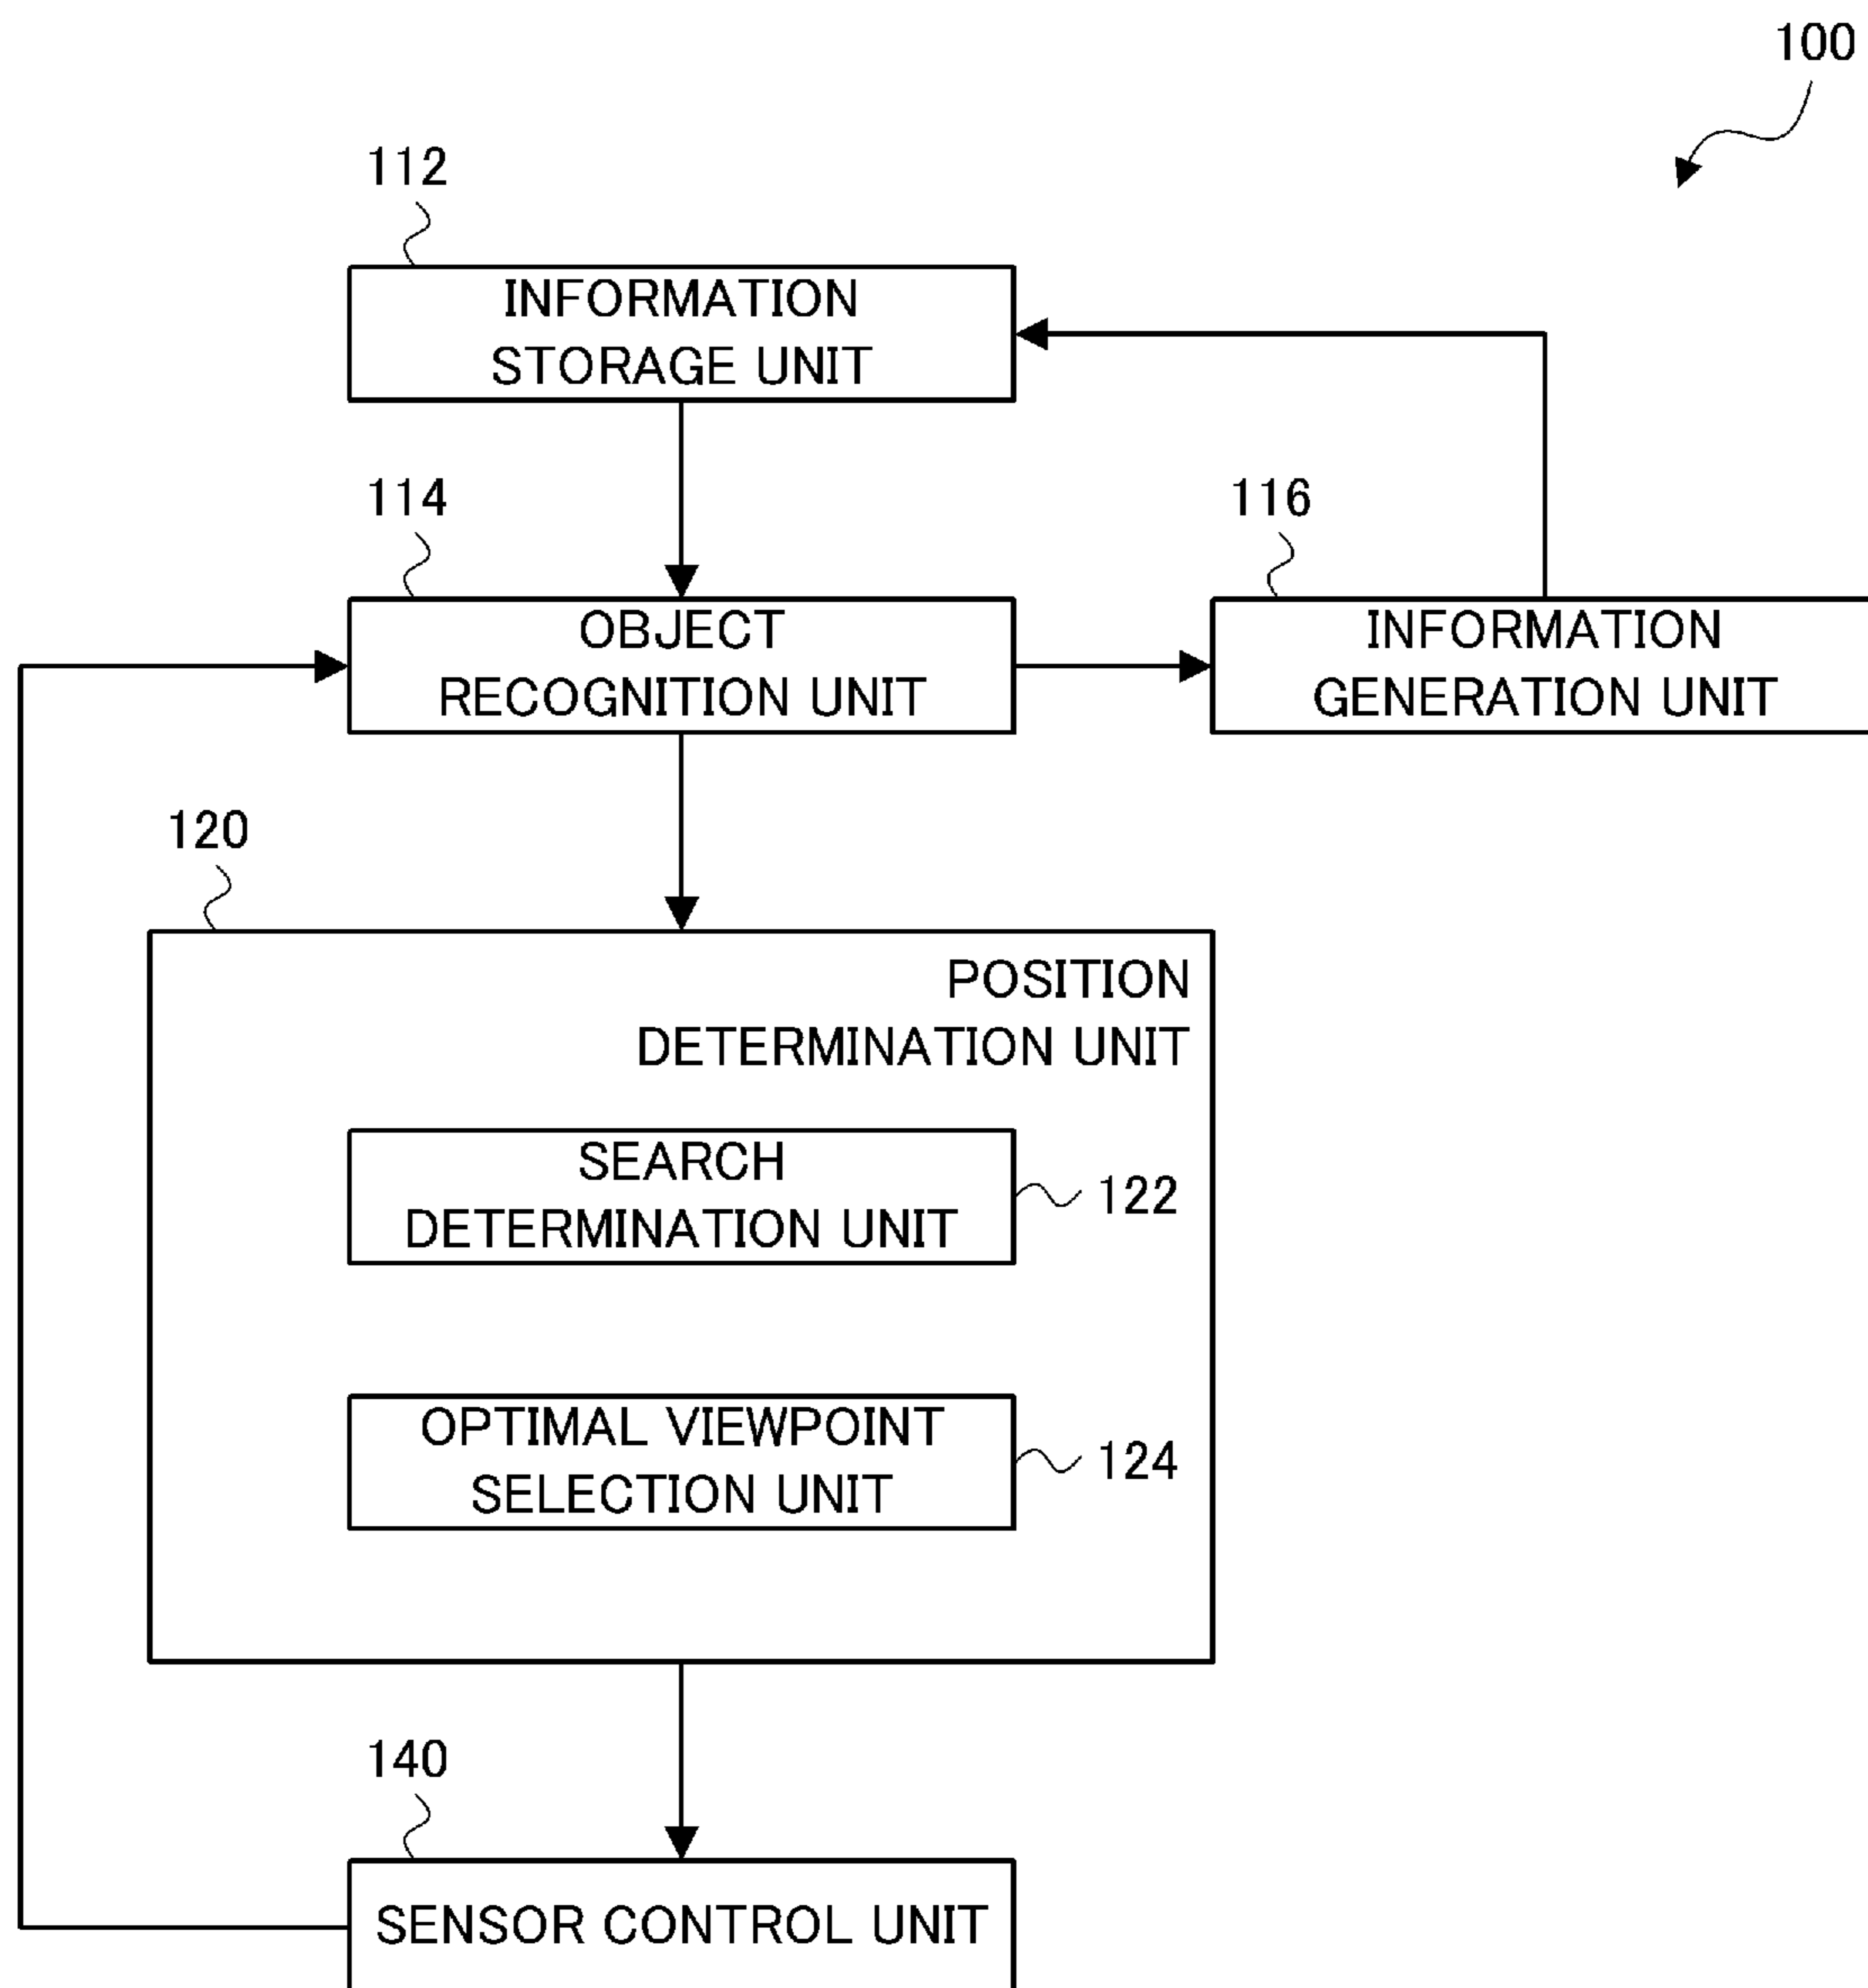 100
112
INFORMATION
STORAGE UNIT
114
OBJECT
RECOGNITION UNIT
116
INFORMATION
GENERATION UNIT
120
POSITION
DETERMINATION UNIT
SEARCH
DETERMINATION UNIT
122
OPTIMAL VIEWPOINT
SELECTION UNIT
124
140
SENSOR CONTROL UNIT